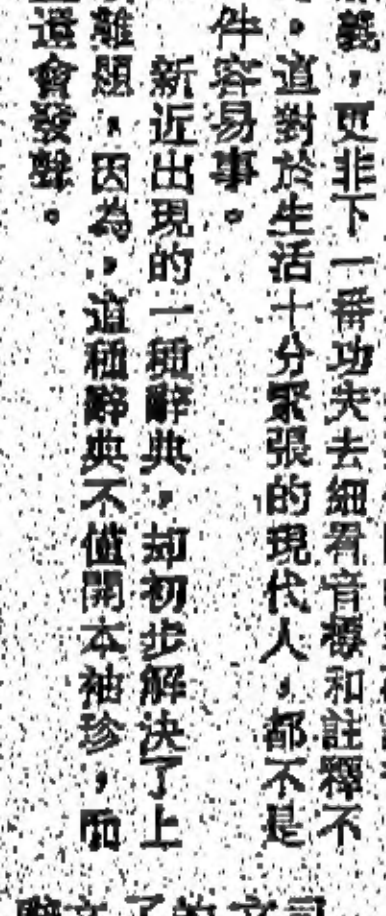 義，更非下一番功夫去細看音標和註釋不
，這對於生活十分緊張的現代人，都不是
件容易事。
新近出現的一種辭典，却初步解決了上
難題，因為，這種辭典不僅開本袖珍，而
還會發聲。